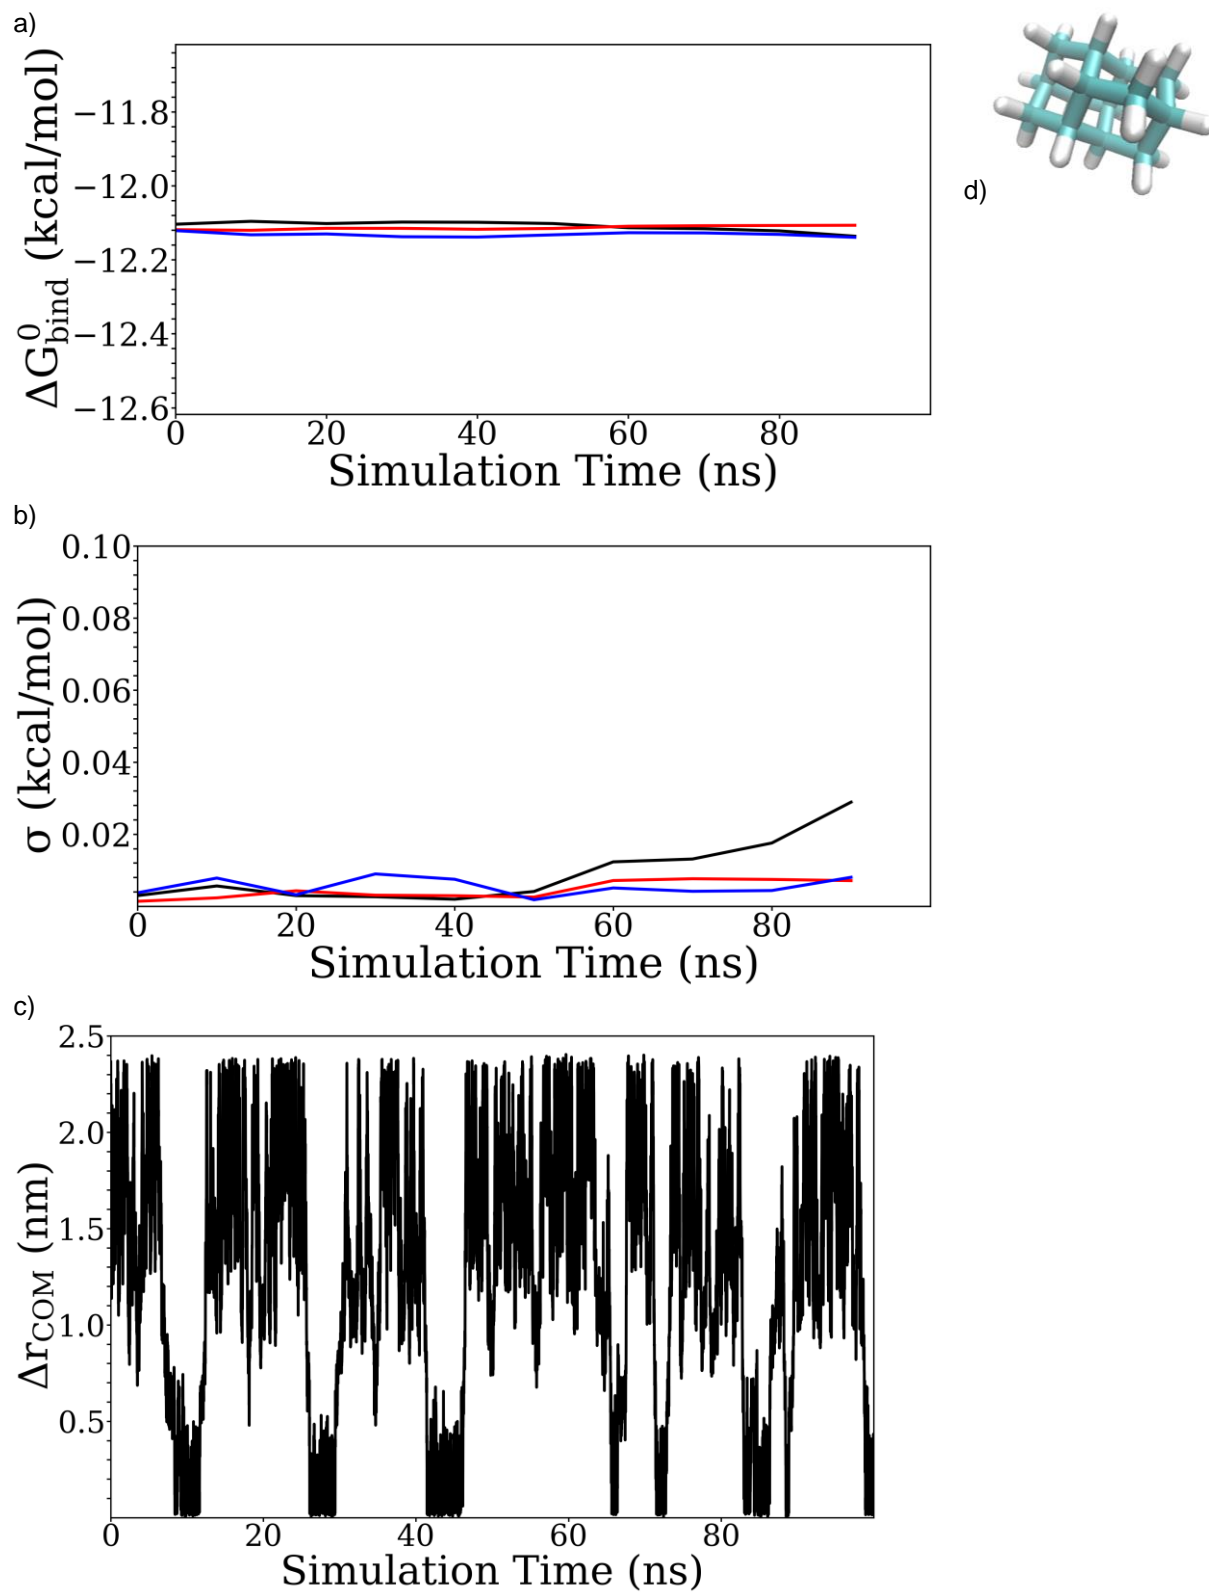 a)
−11.8
−12.0
−12.2
−12.4
−12.6
ΔG⁰bind (kcal/mol)
0 20 40 60 80
Simulation Time (ns)
d)
b)
0.10
0.08
0.06
0.04
0.02
σ (kcal/mol)
0 20 40 60 80
Simulation Time (ns)
c)
2.5
2.0
1.5
1.0
0.5
ΔrCOM (nm)
0 20 40 60 80
Simulation Time (ns)